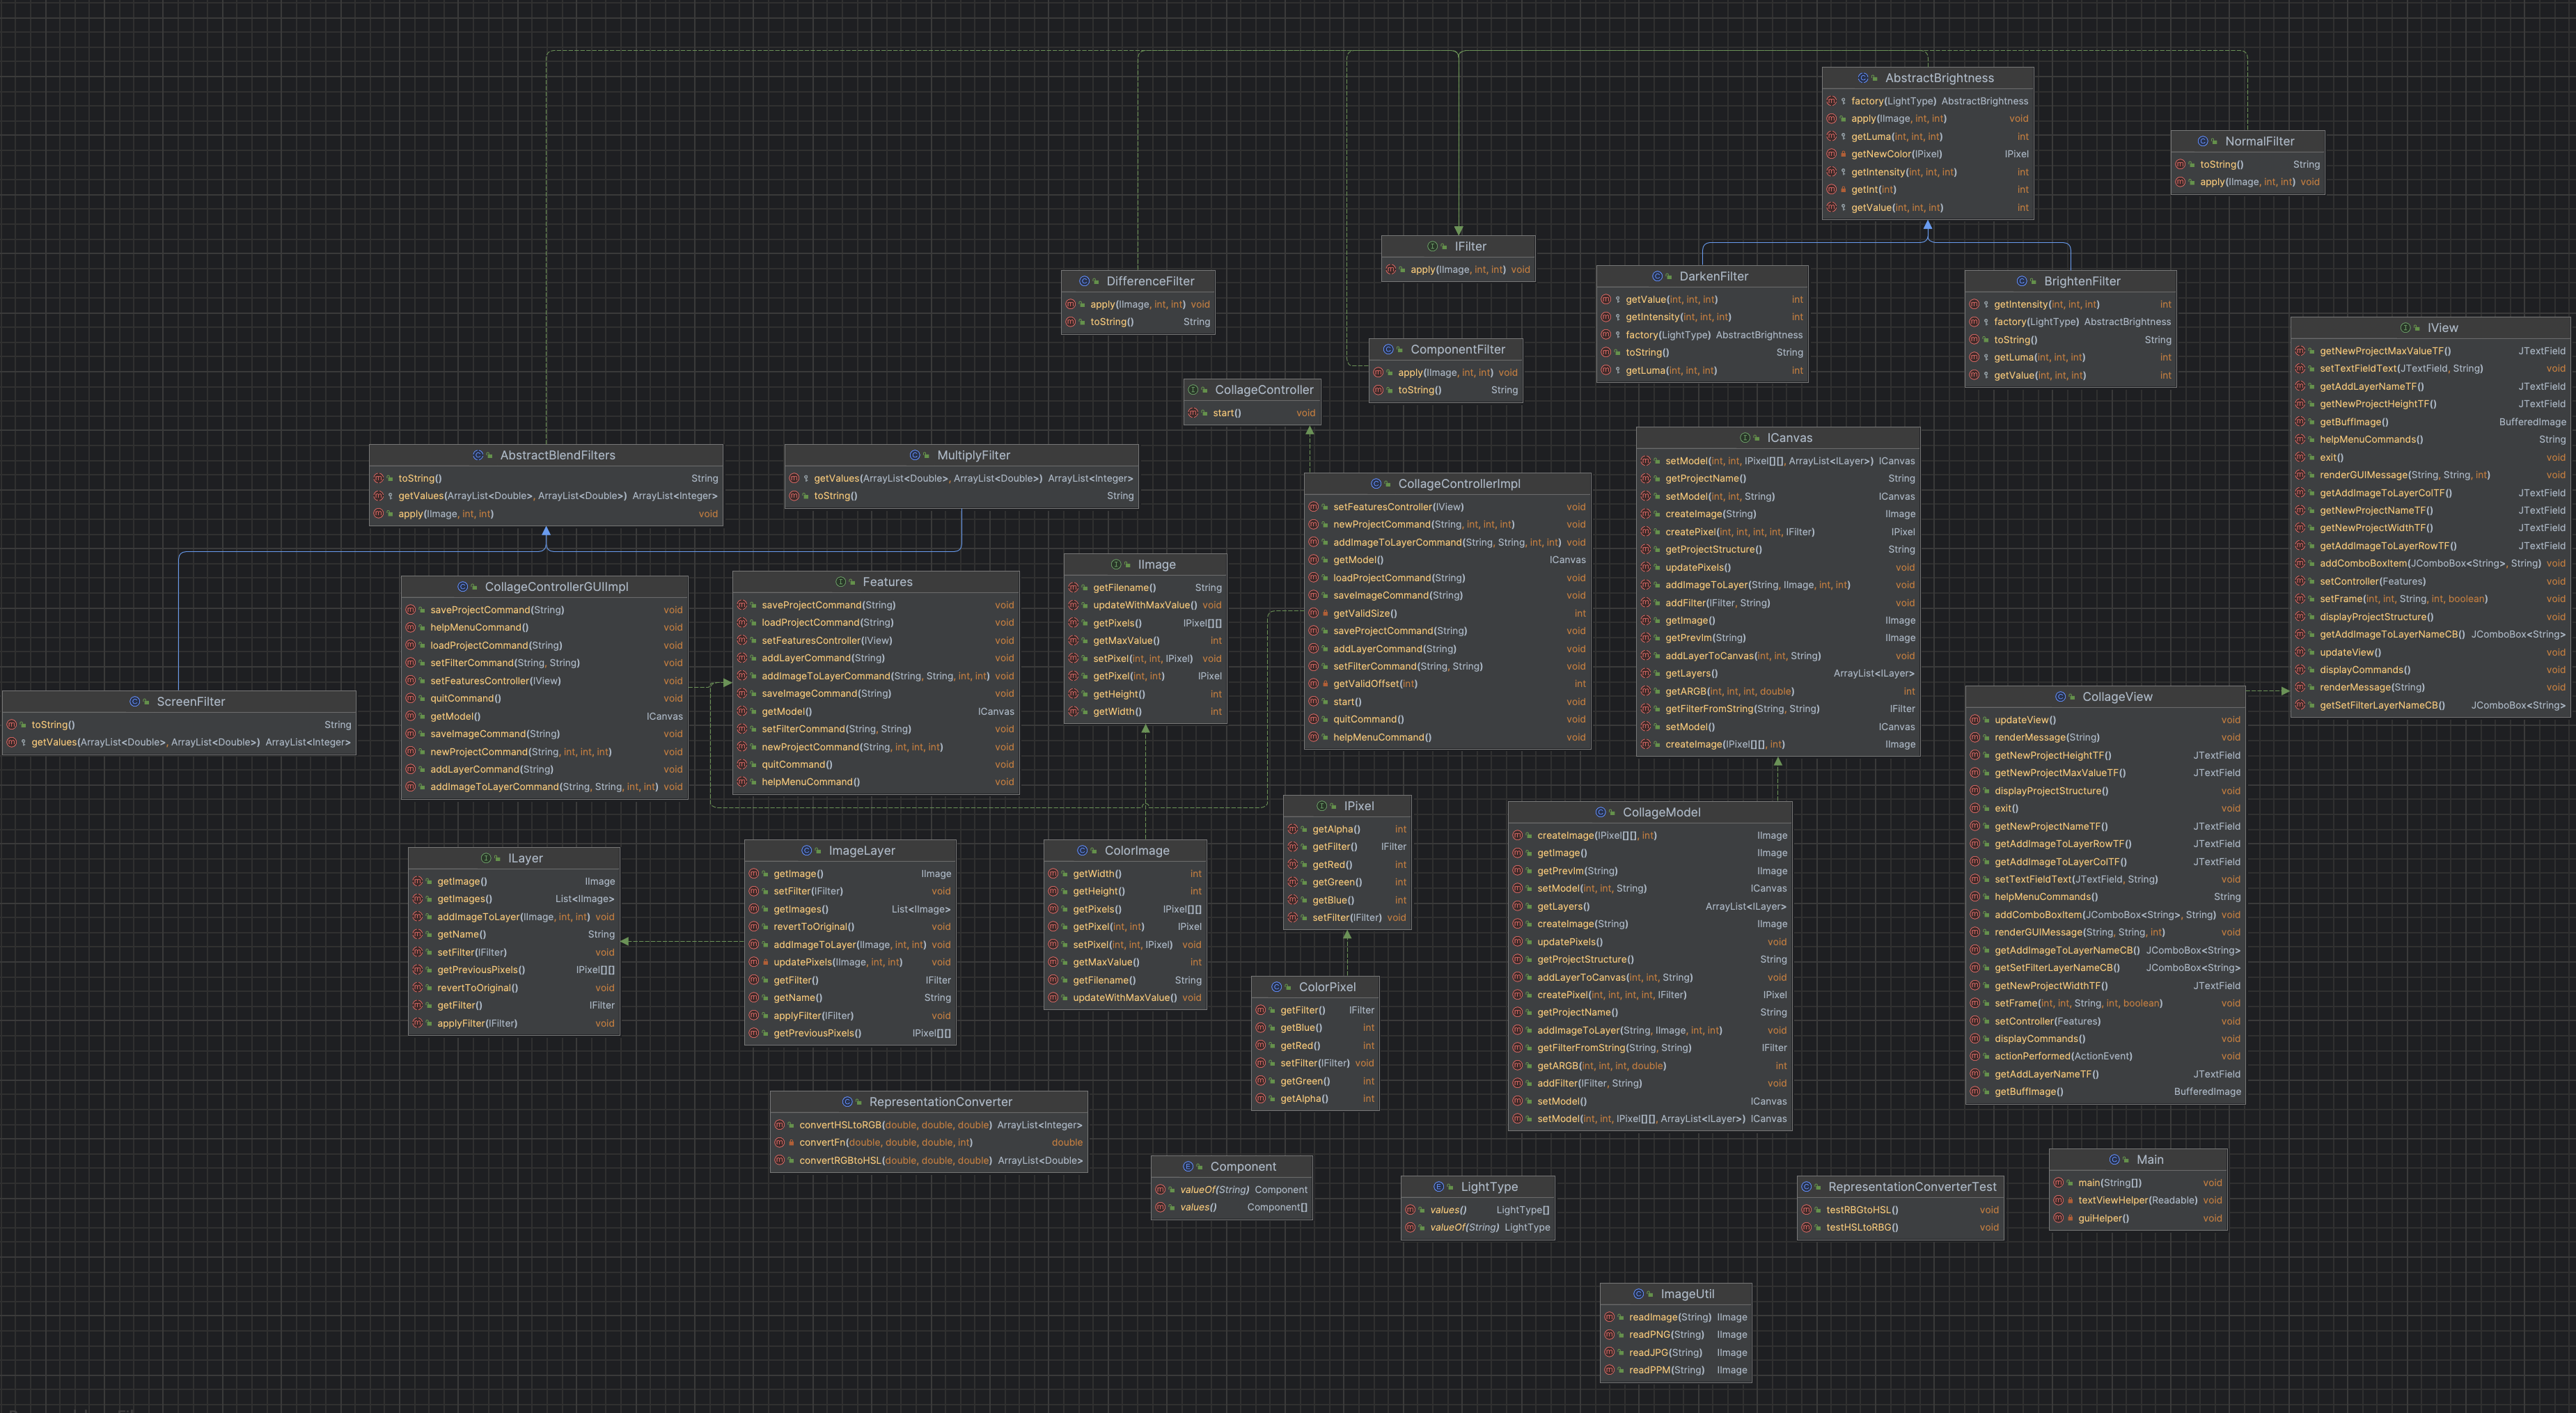 AbstractBrightness
factory(LightType) AbstractBrightness
apply(IImage, int, int) void
getLuma(int, int, int) int
getNewColor(IPixel) IPixel
getIntensity(int, int, int) int
getInt(int) int
getValue(int, int, int) int
NormalFilter
toString() String
apply(IImage, int, int) void
IFilter
apply(IImage, int, int) void
DifferenceFilter
apply(IImage, int, int) void
toString() String
DarkenFilter
getValue(int, int, int) int
getIntensity(int, int, int) int
factory(LightType) AbstractBrightness
toString() String
getLuma(int, int, int) int
BrightenFilter
getIntensity(int, int, int) int
factory(LightType) AbstractBrightness
toString() String
getLuma(int, int, int) int
getValue(int, int, int) int
IView
getNewProjectMaxValueTF() JTextField
setTextFieldText(JTextField, String) void
getAddLayerNameTF() JTextField
getNewProjectHeightTF() JTextField
getBuffImage() BufferedImage
helpMenuCommands() String
exit() void
renderGUIMessage(String, String, int) void
getAddImageToLayerColTF() JTextField
getNewProjectNameTF() JTextField
getNewProjectWidthTF() JTextField
getAddImageToLayerRowTF() JTextField
addComboBoxItem(JComboBox<String>, String) void
setController(Features) void
setFrame(int, int, String, int, boolean) void
displayProjectStructure() void
getAddImageToLayerNameCB() JComboBox<String>
updateView() void
displayCommands() void
renderMessage(String) void
getSetFilterLayerNameCB() JComboBox<String>
ComponentFilter
apply(IImage, int, int) void
toString() String
CollageController
start() void
AbstractBlendFilters
toString() String
getValues(ArrayList<Double>, ArrayList<Double>) ArrayList<Integer>
apply(IImage, int, int) void
MultiplyFilter
getValues(ArrayList<Double>, ArrayList<Double>) ArrayList<Integer>
toString() String
CollageControllerImpl
setFeaturesController(IView) void
newProjectCommand(String, int, int, int) void
addImageToLayerCommand(String, String, int, int) void
getModel() ICanvas
loadProjectCommand(String) void
saveImageCommand(String) void
getValidSize() int
saveProjectCommand(String) void
addLayerCommand(String) void
setFilterCommand(String, String) void
getValidOffset(int) int
start() void
quitCommand() void
helpMenuCommand() void
ICanvas
setModel(int, int, IPixel[][], ArrayList<ILayer>) ICanvas
getProjectName() String
setModel(int, int, String) ICanvas
createImage(String) IImage
createPixel(int, int, int, int, IFilter) IPixel
getProjectStructure() String
updatePixels() void
addImageToLayer(String, IImage, int, int) void
addFilter(IFilter, String) void
getImage() IImage
getPrevIm(String) IImage
addLayerToCanvas(int, int, String) void
getLayers() ArrayList<ILayer>
getARGB(int, int, int, double) int
getFilterFromString(String, String) IFilter
setModel() ICanvas
createImage(IPixel[][], int) IImage
CollageControllerGUIImpl
saveProjectCommand(String) void
helpMenuCommand() void
loadProjectCommand(String) void
setFilterCommand(String, String) void
setFeaturesController(IView) void
quitCommand() void
getModel() ICanvas
saveImageCommand(String) void
newProjectCommand(String, int, int, int) void
addLayerCommand(String) void
addImageToLayerCommand(String, String, int, int) void
Features
saveProjectCommand(String) void
loadProjectCommand(String) void
setFeaturesController(IView) void
addLayerCommand(String) void
addImageToLayerCommand(String, String, int, int) void
saveImageCommand(String) void
getModel() ICanvas
setFilterCommand(String, String) void
newProjectCommand(String, int, int, int) void
quitCommand() void
helpMenuCommand() void
IImage
getFilename() String
updateWithMaxValue() void
getPixels() IPixel[][]
getMaxValue() int
setPixel(int, int, IPixel) void
getPixel(int, int) IPixel
getHeight() int
getWidth() int
ScreenFilter
toString() String
getValues(ArrayList<Double>, ArrayList<Double>) ArrayList<Integer>
CollageView
updateView() void
renderMessage(String) void
getNewProjectHeightTF() JTextField
getNewProjectMaxValueTF() JTextField
displayProjectStructure() void
exit() void
getNewProjectNameTF() JTextField
getAddImageToLayerRowTF() JTextField
getAddImageToLayerColTF() JTextField
setTextFieldText(JTextField, String) void
helpMenuCommands() String
addComboBoxItem(JComboBox<String>, String) void
renderGUIMessage(String, String, int) void
getAddImageToLayerNameCB() JComboBox<String>
getSetFilterLayerNameCB() JComboBox<String>
getNewProjectWidthTF() JTextField
setFrame(int, int, String, int, boolean) void
setController(Features) void
displayCommands() void
actionPerformed(ActionEvent) void
getAddLayerNameTF() JTextField
getBuffImage() BufferedImage
ILayer
getImage() IImage
getImages() List<IImage>
addImageToLayer(IImage, int, int) void
getName() String
setFilter(IFilter) void
getPreviousPixels() IPixel[][]
revertToOriginal() void
getFilter() IFilter
applyFilter(IFilter) void
ImageLayer
getImage() IImage
setFilter(IFilter) void
getImages() List<IImage>
revertToOriginal() void
addImageToLayer(IImage, int, int) void
updatePixels(IImage, int, int) void
getFilter() IFilter
getName() String
applyFilter(IFilter) void
getPreviousPixels() IPixel[][]
ColorImage
getWidth() int
getHeight() int
getPixels() IPixel[][]
getPixel(int, int) IPixel
setPixel(int, int, IPixel) void
getMaxValue() int
getFilename() String
updateWithMaxValue() void
IPixel
getAlpha() int
getFilter() IFilter
getRed() int
getGreen() int
getBlue() int
setFilter(IFilter) void
ColorPixel
getFilter() IFilter
getBlue() int
getRed() int
setFilter(IFilter) void
getGreen() int
getAlpha() int
CollageModel
createImage(IPixel[][], int) IImage
getImage() IImage
getPrevIm(String) IImage
setModel(int, int, String) ICanvas
getLayers() ArrayList<ILayer>
createImage(String) IImage
updatePixels() void
getProjectStructure() String
addLayerToCanvas(int, int, String) void
createPixel(int, int, int, int, IFilter) IPixel
getProjectName() String
addImageToLayer(String, IImage, int, int) void
getFilterFromString(String, String) IFilter
getARGB(int, int, int, double) int
addFilter(IFilter, String) void
setModel() ICanvas
setModel(int, int, IPixel[][], ArrayList<ILayer>) ICanvas
RepresentationConverter
convertHSLtoRGB(double, double, double) ArrayList<Integer>
convertFn(double, double, double, int) double
convertRGBtoHSL(double, double, double) ArrayList<Double>
Component
valueOf(String) Component
values() Component[]
LightType
values() LightType[]
valueOf(String) LightType
RepresentationConverterTest
testRBGtoHSL() void
testHSLtoRBG() void
Main
main(String[]) void
textViewHelper(Readable) void
guiHelper() void
ImageUtil
readImage(String) IImage
readPNG(String) IImage
readJPG(String) IImage
readPPM(String) IImage